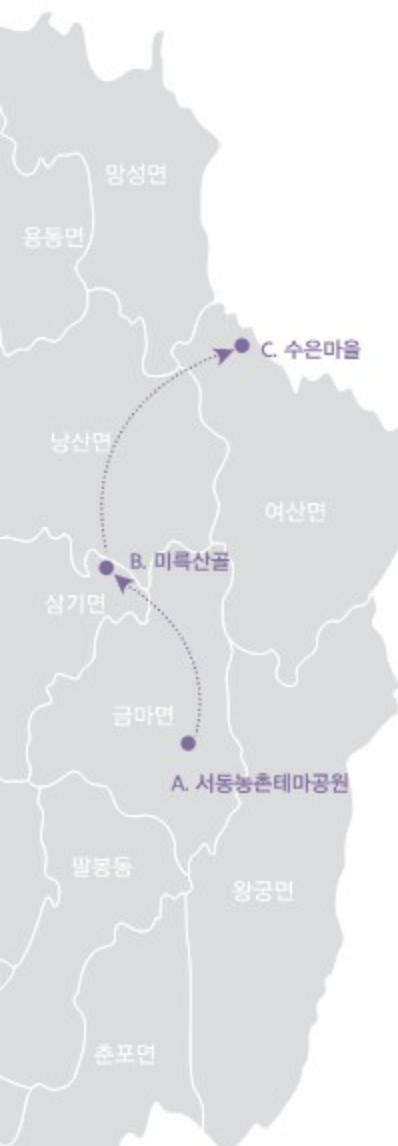 망성면
용동면
C. 수은마을
낭산면
여산면
B. 미륵산골
삼기면
금마면
A. 서동농촌테마공원
팔봉동
왕궁면
춘포면